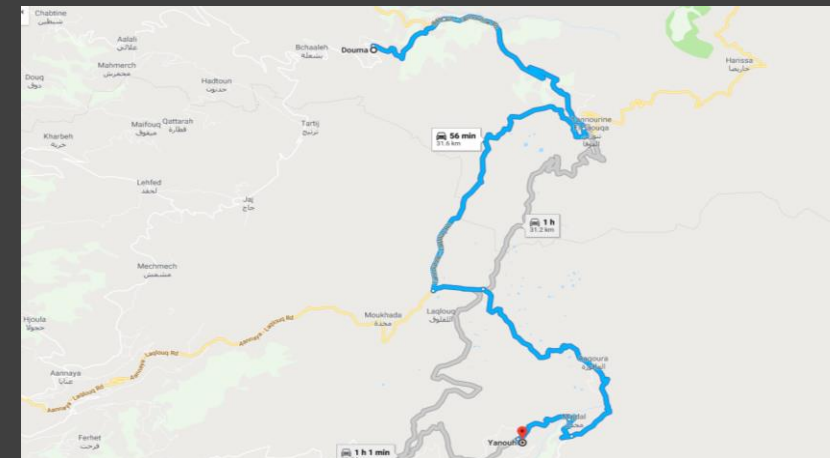 Chabtine
شبطين
Aalali
علالي
Mahmerch
محمرش
Bchaaleh
بشعلة
Douma
Harissa
حاريصا
Douq
دوق
Hadtoun
حدتون
Kharbeh
خربة
Maifouq
ميفوق
Qattarah
قطارة
Tartij
ترتج
56 min
31.6 km
Lehfed
لحفد
Jaj
جاج
1 h
31.2 km
Mechmech
مشمش
Hjoula
حجولا
Moukhada
Laqlouq
اللقلوق
Aannaya - Laqlouq Rd
Aannaya - Laqlouq Rd
Aannaya - Laqlouq Rd
Aannaya
عنايا
Yanouh
Ferhet
فرحت
1 h 1 min